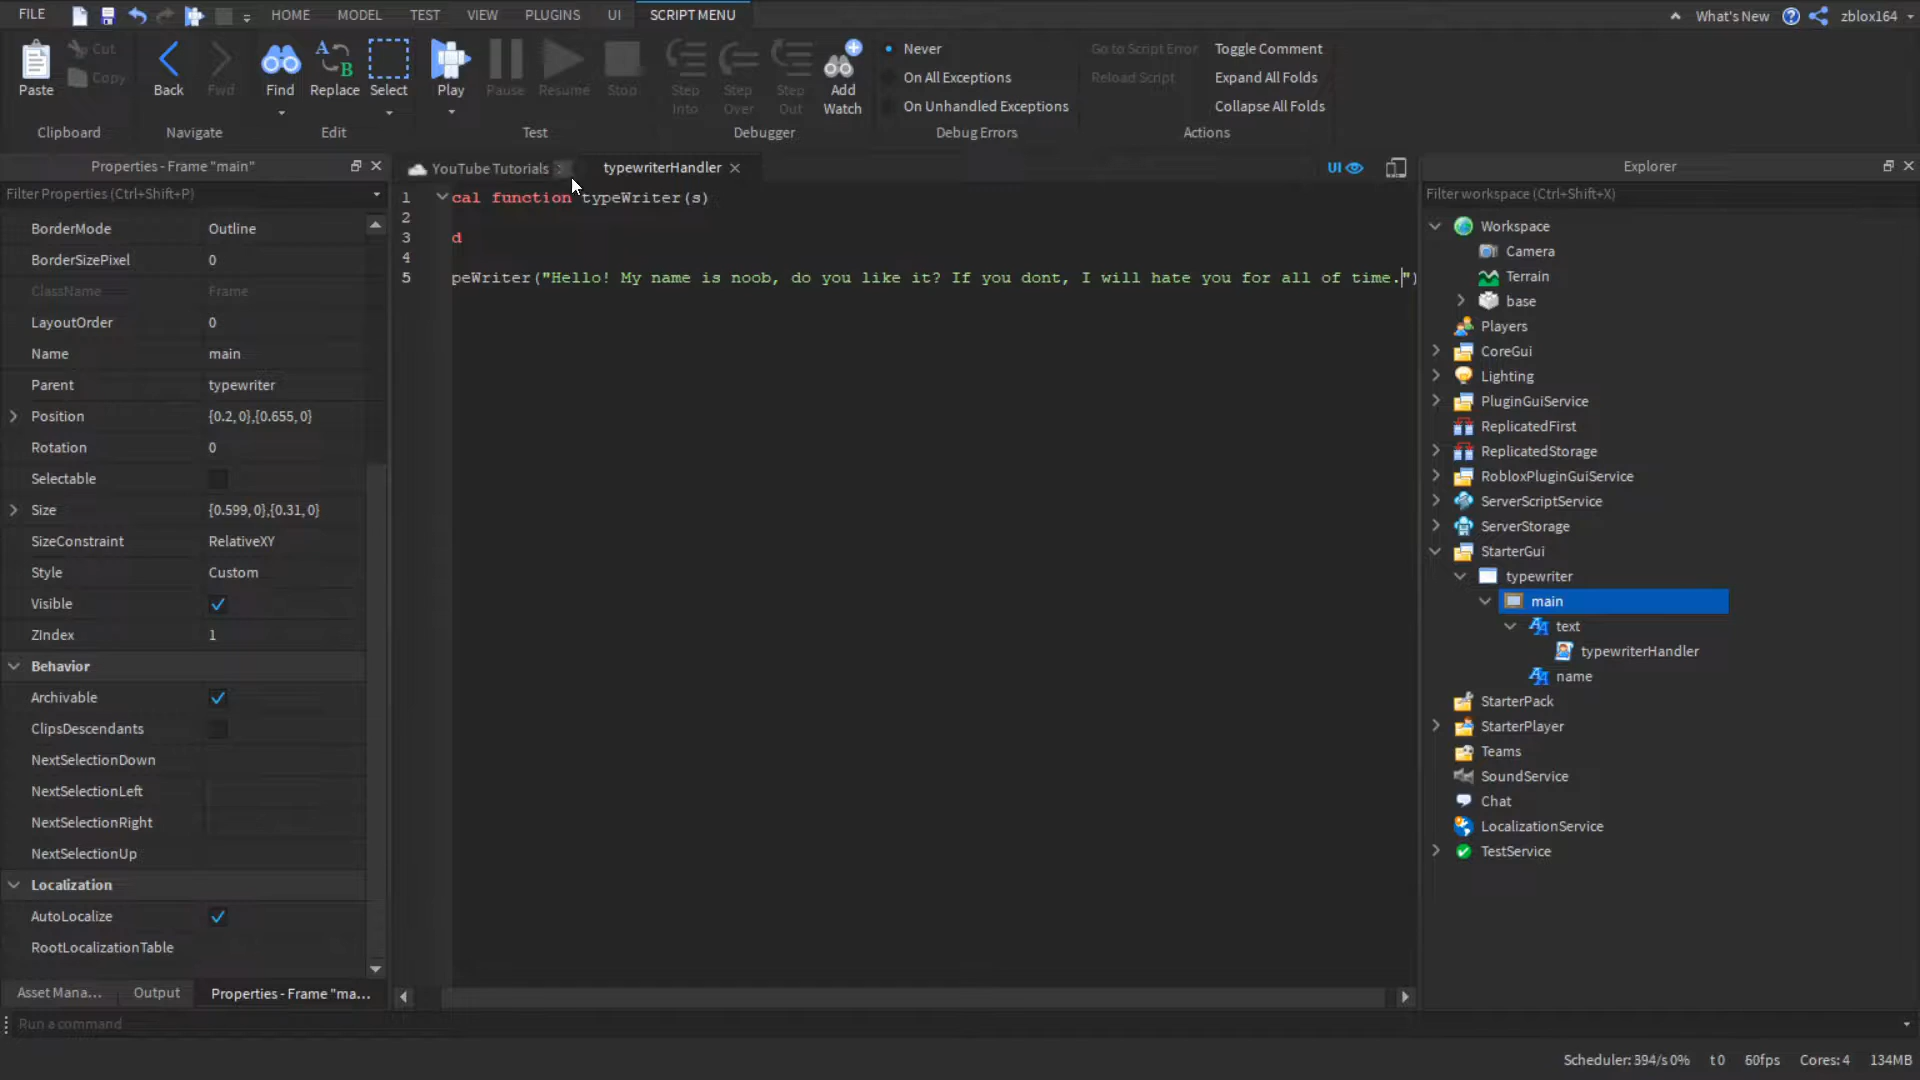 FILE HOME MODEL TEST VIEW PLUGINS UI SCRIPT MENU What's New zblox164
Paste Cut Copy
Back Fwd
Find Replace Select
Play Pause Resume Stop
Step Into Step Over Step Out Add Watch
Never
On All Exceptions
On Unhandled Exceptions
Go to Script Error
Reload Script
Toggle Comment
Expand All Folds
Collapse All Folds
Clipboard Navigate Edit Test Debugger Debug Errors Actions
Properties - Frame "main"
Filter Properties (Ctrl+Shift+P)
BorderMode Outline
BorderSizePixel 0
ClassName Frame
LayoutOrder 0
Name main
Parent typewriter
Position {0.2, 0},{0.655, 0}
Rotation 0
Selectable
Size {0.599, 0},{0.31, 0}
SizeConstraint RelativeXY
Style Custom
Visible
ZIndex 1
Behavior
Archivable
ClipsDescendants
NextSelectionDown
NextSelectionLeft
NextSelectionRight
NextSelectionUp
Localization
AutoLocalize
RootLocalizationTable
Asset Mana... Output Properties - Frame "ma...
Run a command
YouTube Tutorials typewriterHandler UI
1 cal function typeWriter(s)
2
3 d
4
5 peWriter("Hello! My name is noob, do you like it? If you dont, I will hate you for all of time.")
Explorer
Filter workspace (Ctrl+Shift+X)
Workspace
Camera
Terrain
base
Players
CoreGui
Lighting
PluginGuiService
ReplicatedFirst
ReplicatedStorage
RobloxPluginGuiService
ServerScriptService
ServerStorage
StarterGui
typewriter
main
text
typewriterHandler
name
StarterPack
StarterPlayer
Teams
SoundService
Chat
LocalizationService
TestService
Scheduler: 394/s 0% t 0 60fps Cores: 4 134MB